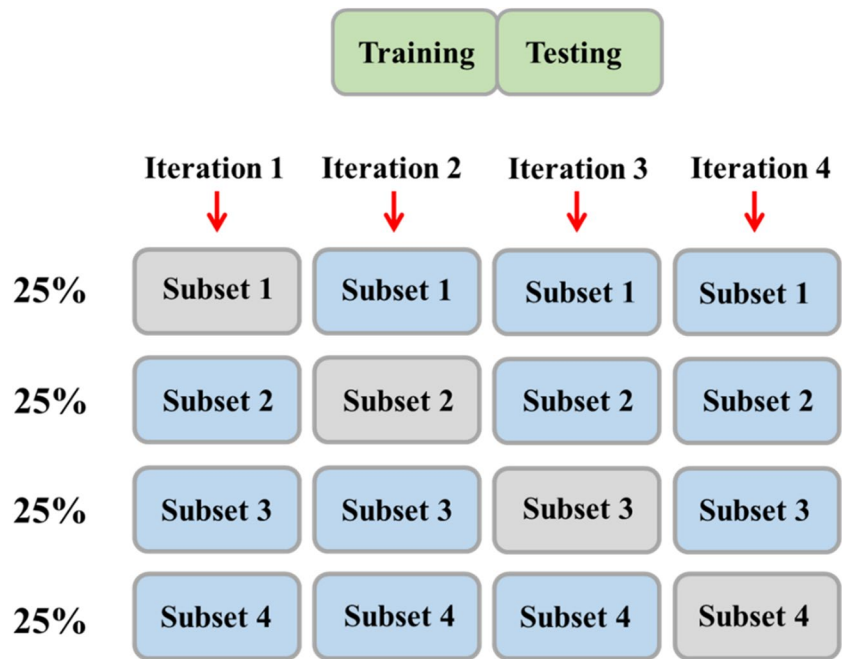 Training Testing
Iteration 1 Iteration 2 Iteration 3 Iteration 4
25% Subset 1 Subset 1 Subset 1 Subset 1
25% Subset 2 Subset 2 Subset 2 Subset 2
25% Subset 3 Subset 3 Subset 3 Subset 3
25% Subset 4 Subset 4 Subset 4 Subset 4